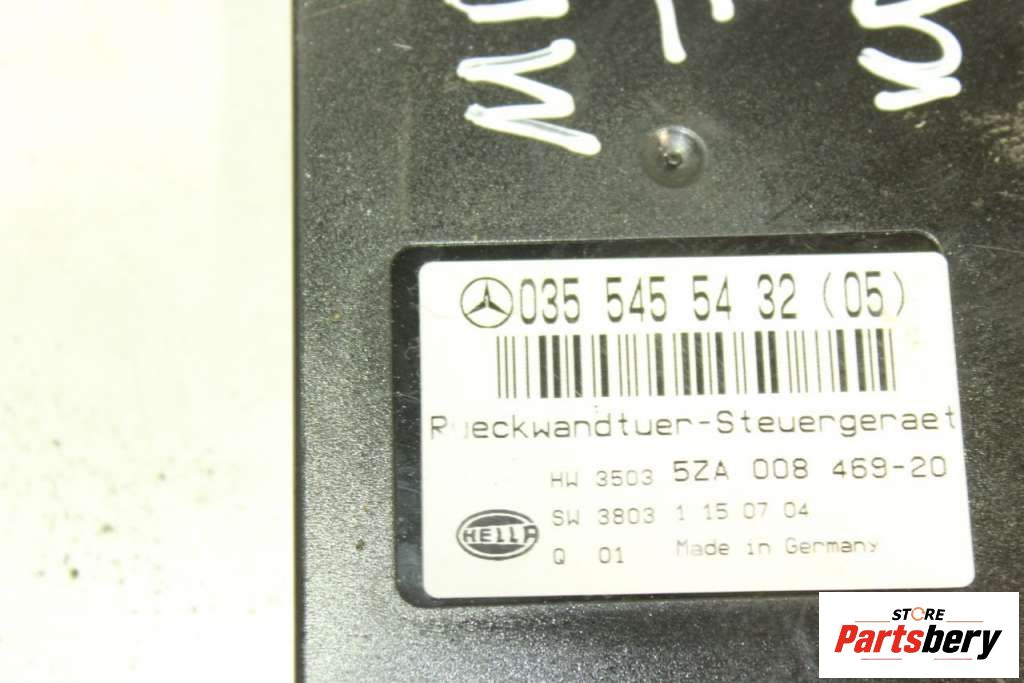 035 545 54 32 (05)
Rueckwandtuer-Steuergeraet
HW 3503 5ZA 008 469-20
SW 3803 1 15 07 04
HELLA
Q 01 Made in Germany
STORE
Partsbery